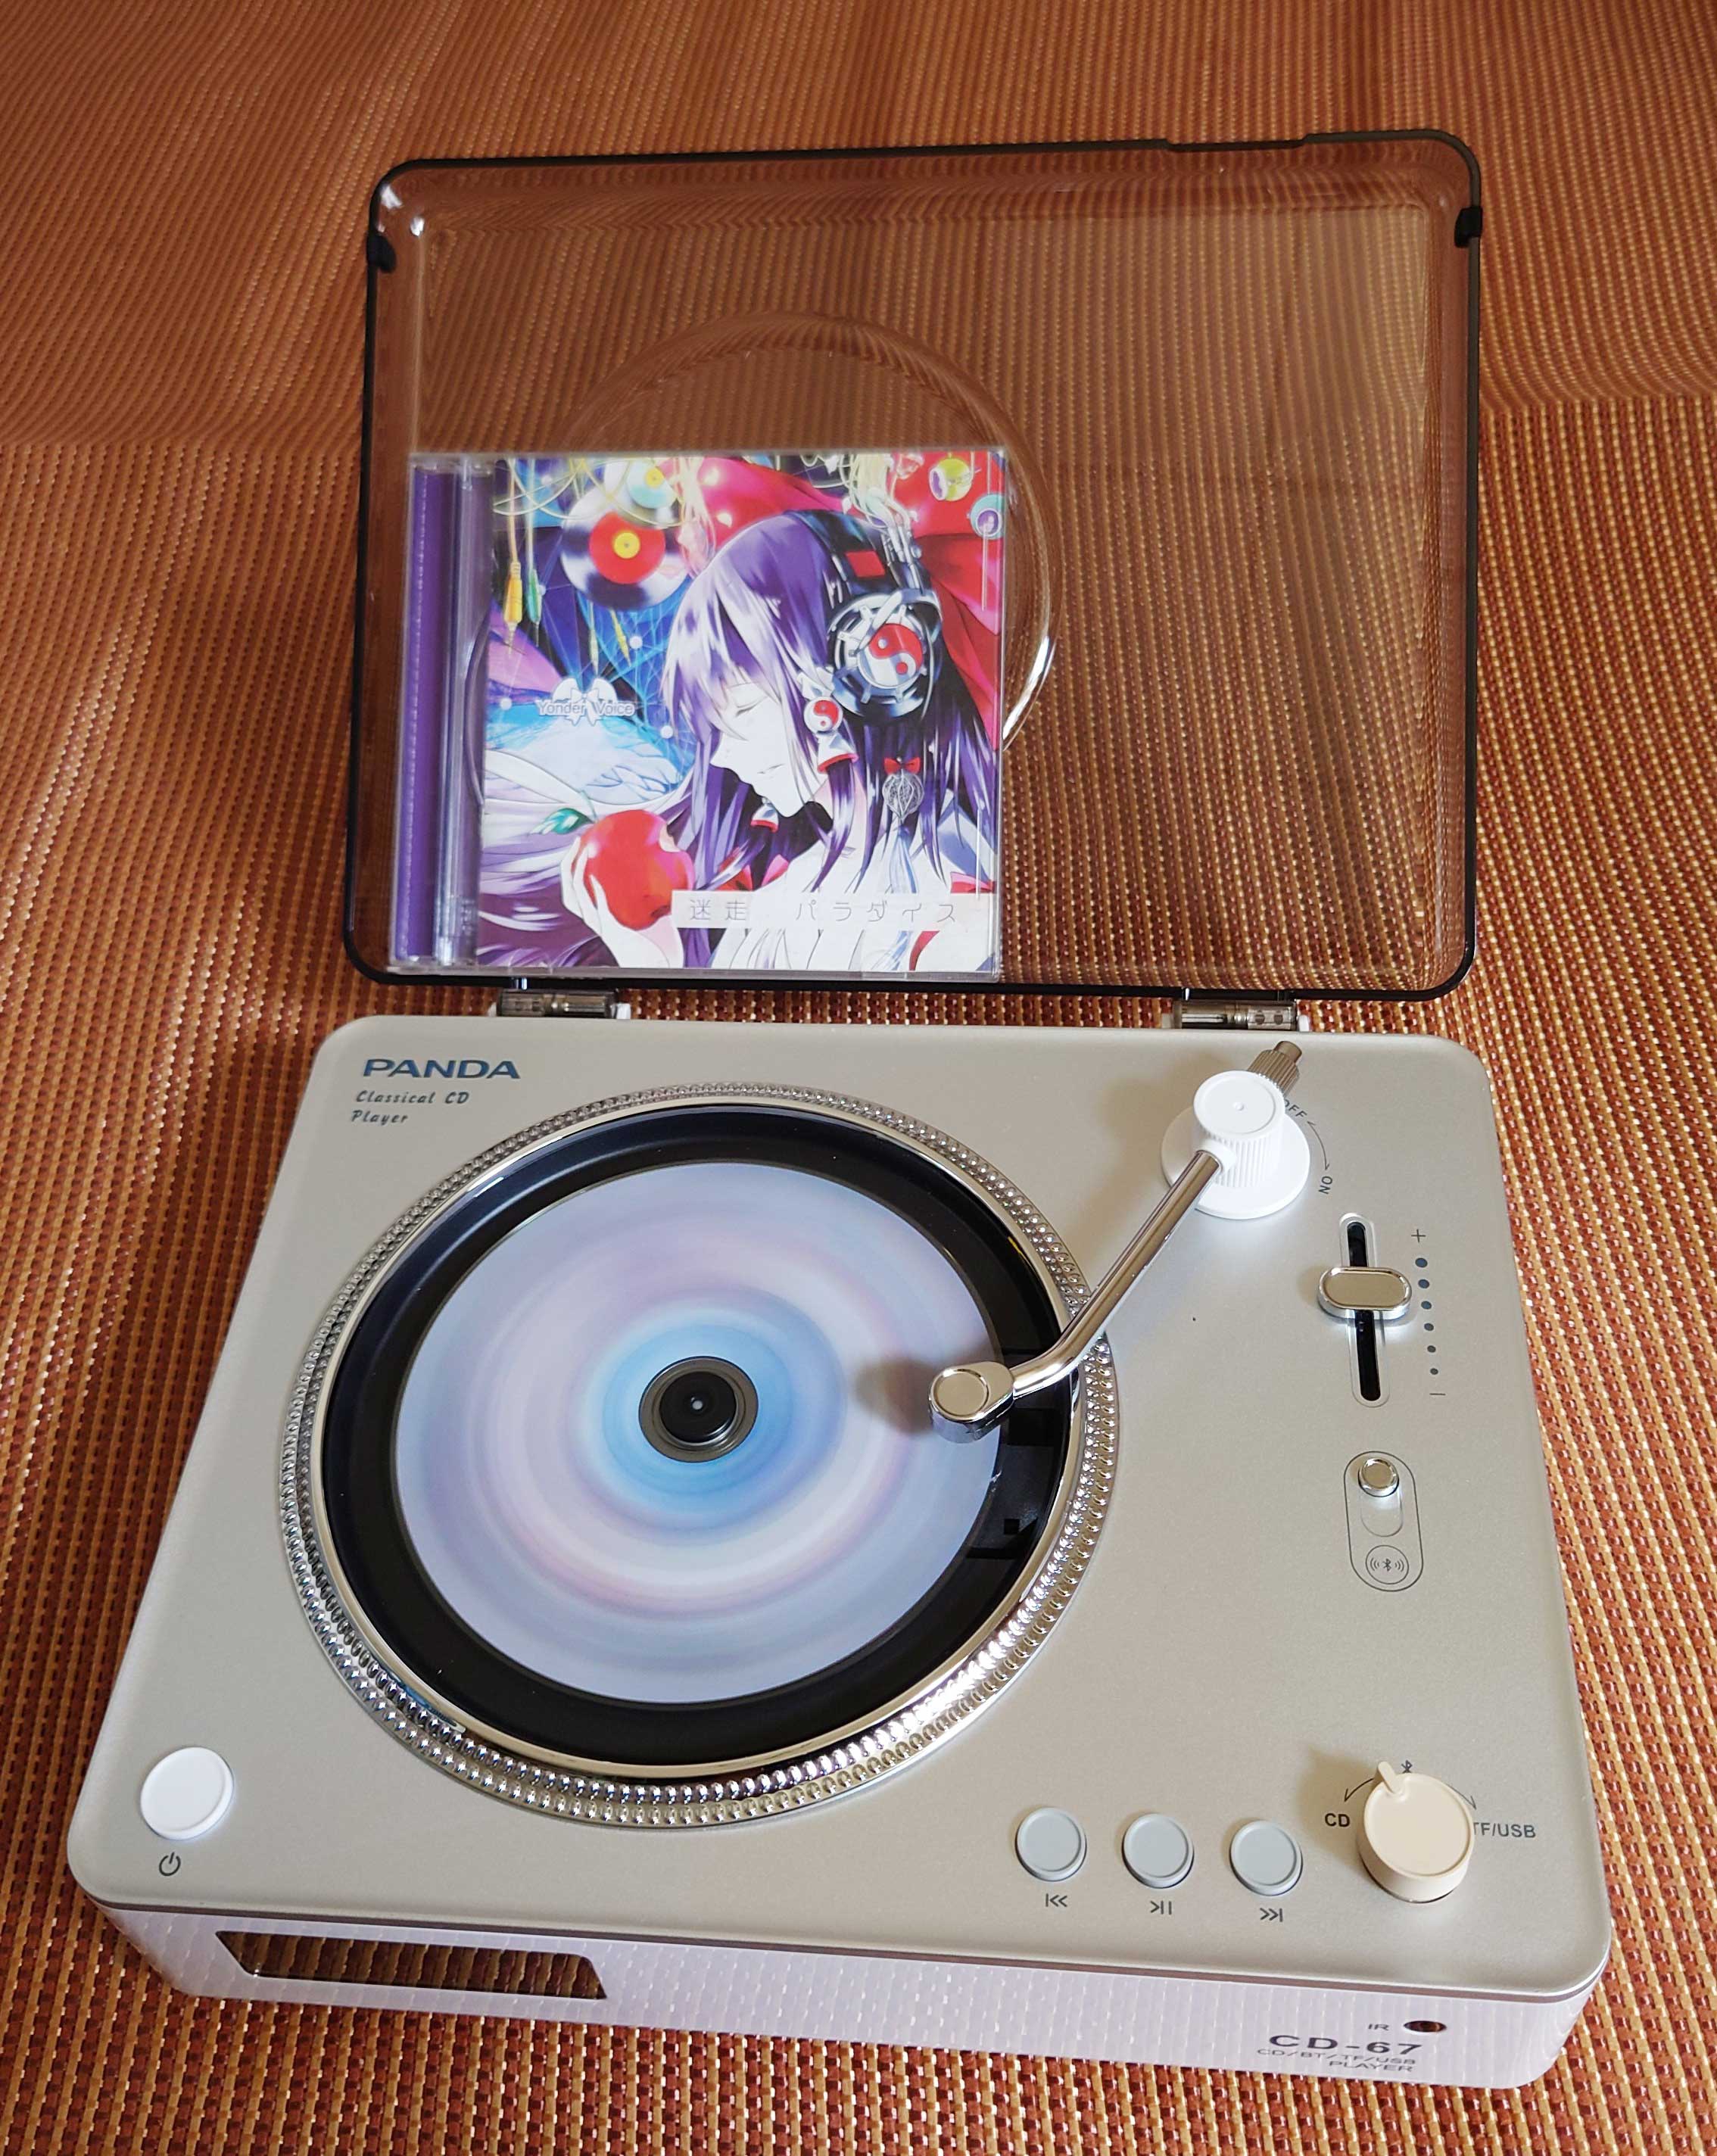 Yonder Voice
迷走 パラダイス
PANDA
Classical CD
Player
OFF
ON
+
−
CD
TF/USB
IR
CD-67
CD/BT/TF/USB
PLAYER